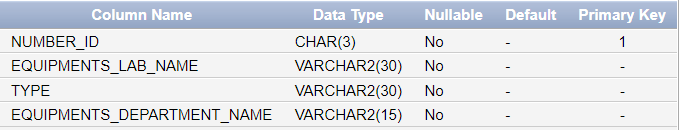 Column Name Data Type Nullable Default Primary Key
NUMBER_ID CHAR(3) No - 1
EQUIPMENTS_LAB_NAME VARCHAR2(30) No - -
TYPE VARCHAR2(30) No - -
EQUIPMENTS_DEPARTMENT_NAME VARCHAR2(15) No - -